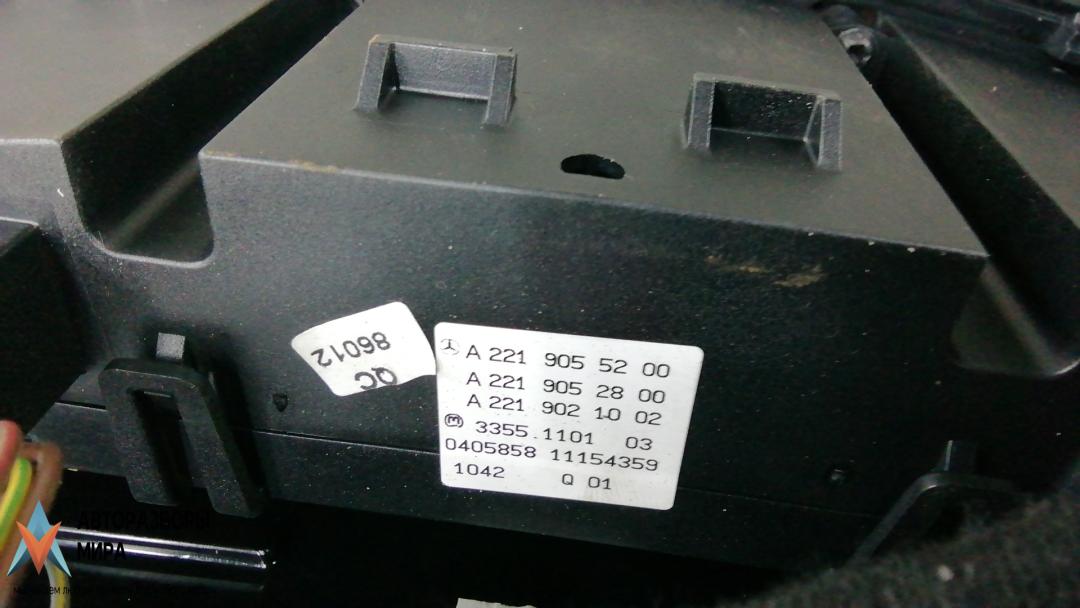 QC
86012
A 221 905 52 00
A 221 905 28 00
A 221 902 10 02
3355.1101 03
0405858 11154359
1042 Q 01
АВТОРАЗБОРЫ
МИРА